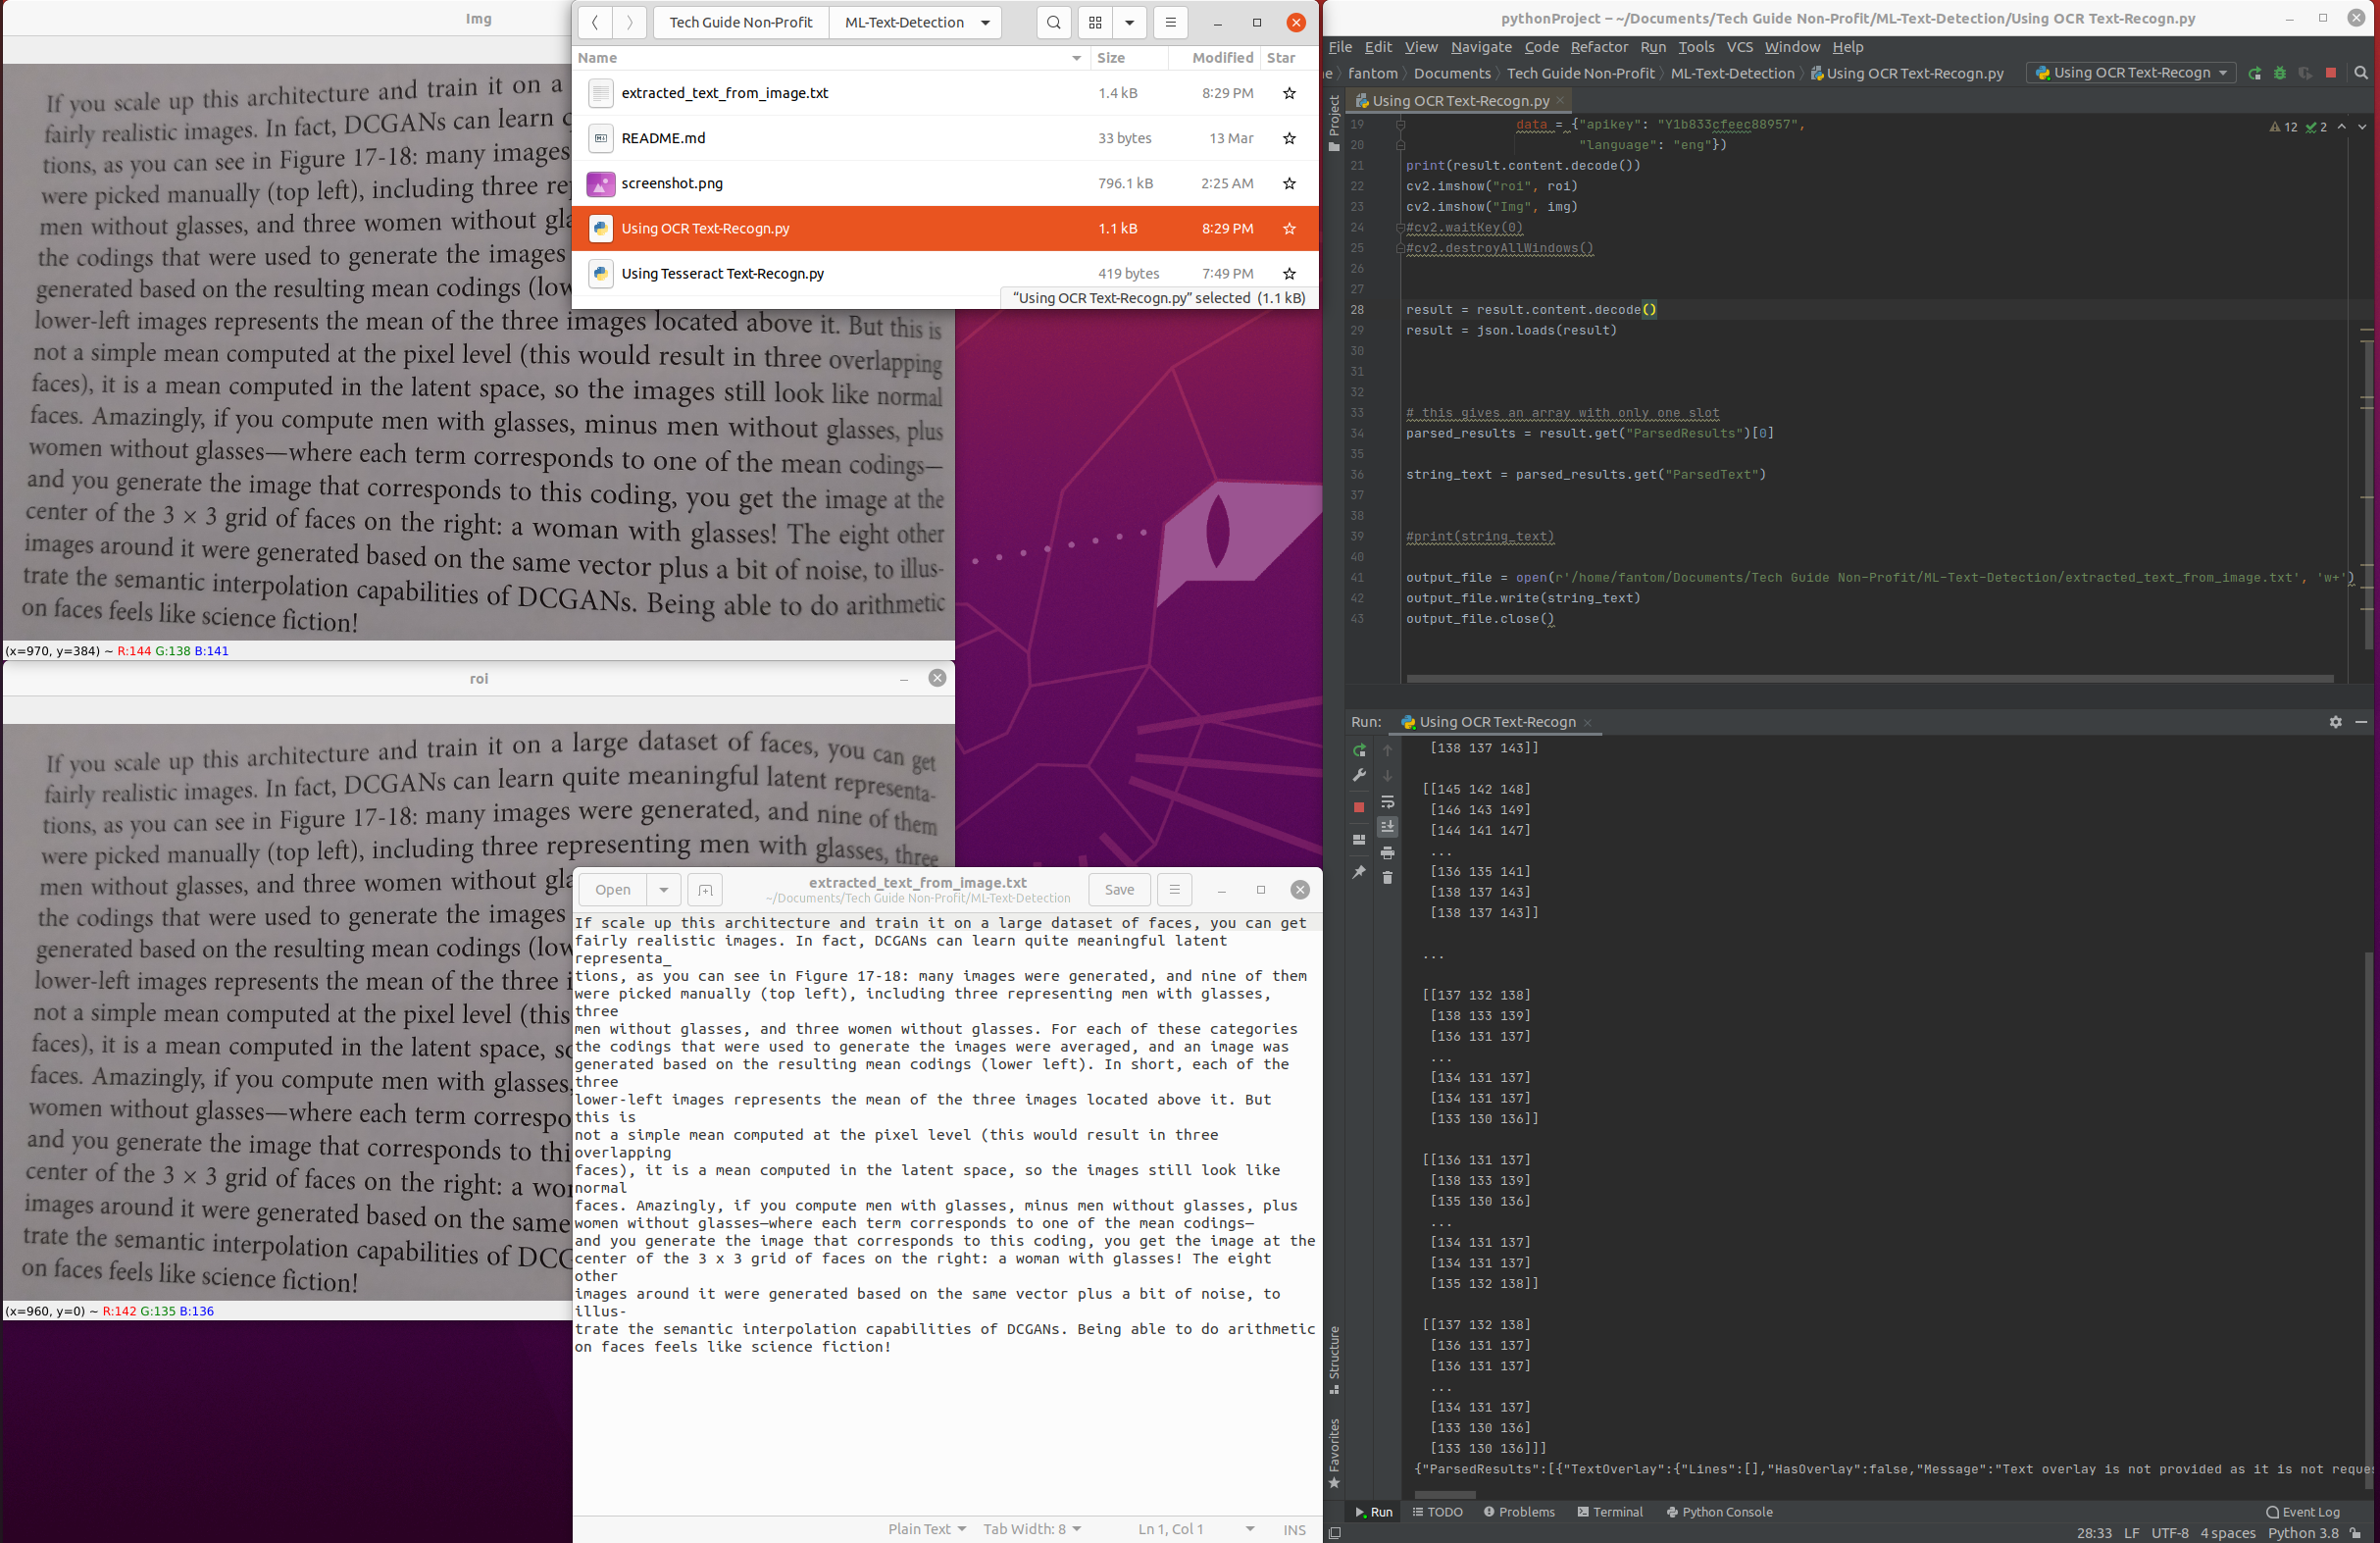 Img
If you scale up this architecture and train it on a
fairly realistic images. In fact, DCGANs can learn
tions, as you can see in Figure 17-18: many images
were picked manually (top left), including three
men without glasses, and three women without
the codings that were used to generate the images
generated based on the resulting mean codings
lower-left images represents the mean of the three images located above it. But this is
not a simple mean computed at the pixel level (this would result in three overlapping
faces), it is a mean computed in the latent space, so the images still look like normal
faces. Amazingly, if you compute men with glasses, minus men without glasses, plus
women without glasses—where each term corresponds to one of the mean codings—
and you generate the image that corresponds to this coding, you get the image at the
center of the 3 × 3 grid of faces on the right: a woman with glasses! The eight other
images around it were generated based on the same vector plus a bit of noise, to illus-
trate the semantic interpolation capabilities of DCGANs. Being able to do arithmetic
on faces feels like science fiction!
(x=970, y=384) ~ R:144 G:138 B:141
roi
If you scale up this architecture and train it on a large dataset of faces, you can get
fairly realistic images. In fact, DCGANs can learn quite meaningful latent representa-
tions, as you can see in Figure 17-18: many images were generated, and nine of them
were picked manually (top left), including three representing men with glasses, three
men without glasses, and three women without
the codings that were used to generate the images
generated based on the resulting mean codings
lower-left images represents the mean of the three
not a simple mean computed at the pixel level (this
faces), it is a mean computed in the latent space, so
faces. Amazingly, if you compute men with glasses,
women without glasses—where each term
and you generate the image that corresponds to
center of the 3 × 3 grid of faces on the right: a
images around it were generated based on the same
trate the semantic interpolation capabilities of
on faces feels like science fiction!
(x=960, y=0) ~ R:142 G:135 B:136
Tech Guide Non-Profit ML-Text-Detection
Name Size Modified Star
extracted_text_from_image.txt 1.4 kB 8:29 PM
README.md 33 bytes 13 Mar
screenshot.png 796.1 kB 2:25 AM
Using OCR Text-Recogn.py 1.1 kB 8:29 PM
Using Tesseract Text-Recogn.py 419 bytes 7:49 PM
“Using OCR Text-Recogn.py” selected (1.1 kB)
Open extracted_text_from_image.txt Save
~/Documents/Tech Guide Non-Profit/ML-Text-Detection
If scale up this architecture and train it on a large dataset of faces, you can get
fairly realistic images. In fact, DCGANs can learn quite meaningful latent
representa_
tions, as you can see in Figure 17-18: many images were generated, and nine of them
were picked manually (top left), including three representing men with glasses,
three
men without glasses, and three women without glasses. For each of these categories
the codings that were used to generate the images were averaged, and an image was
generated based on the resulting mean codings (lower left). In short, each of the
three
lower-left images represents the mean of the three images located above it. But
this is
not a simple mean computed at the pixel level (this would result in three
overlapping
faces), it is a mean computed in the latent space, so the images still look like
normal
faces. Amazingly, if you compute men with glasses, minus men without glasses, plus
women without glasses—where each term corresponds to one of the mean codings—
and you generate the image that corresponds to this coding, you get the image at the
center of the 3 x 3 grid of faces on the right: a woman with glasses! The eight
other
images around it were generated based on the same vector plus a bit of noise, to
illus-
trate the semantic interpolation capabilities of DCGANs. Being able to do arithmetic
on faces feels like science fiction!
Plain Text Tab Width: 8 Ln 1, Col 1 INS
pythonProject – ~/Documents/Tech Guide Non-Profit/ML-Text-Detection/Using OCR Text-Recogn.py
File Edit View Navigate Code Refactor Run Tools VCS Window Help
fantom Documents Tech Guide Non-Profit ML-Text-Detection Using OCR Text-Recogn.py Using OCR Text-Recogn
Project
Using OCR Text-Recogn.py
12 2
19 data = {"apikey": "Y1b833cfeec88957",
20 "language": "eng"})
21 print(result.content.decode())
22 cv2.imshow("roi", roi)
23 cv2.imshow("Img", img)
24 #cv2.waitKey(0)
25 #cv2.destroyAllWindows()
26
27
28 result = result.content.decode()
29 result = json.loads(result)
30
31
32
33 # this gives an array with only one slot
34 parsed_results = result.get("ParsedResults")[0]
35
36 string_text = parsed_results.get("ParsedText")
37
38
39 #print(string_text)
40
41 output_file = open(r'/home/fantom/Documents/Tech Guide Non-Profit/ML-Text-Detection/extracted_text_from_image.txt', 'w+')
42 output_file.write(string_text)
43 output_file.close()
Run: Using OCR Text-Recogn
[138 137 143]]
[[145 142 148]
[146 143 149]
[144 141 147]
...
[136 135 141]
[138 137 143]
[138 137 143]]
...
[[137 132 138]
[138 133 139]
[136 131 137]
...
[134 131 137]
[134 131 137]
[133 130 136]]
[[136 131 137]
[138 133 139]
[135 130 136]
...
[134 131 137]
[134 131 137]
[135 132 138]]
[[137 132 138]
[136 131 137]
[136 131 137]
...
[134 131 137]
[133 130 136]
[133 130 136]]]
{"ParsedResults":[{"TextOverlay":{"Lines":[],"HasOverlay":false,"Message":"Text overlay is not provided as it is not
Structure
Favorites
Run TODO Problems Terminal Python Console Event Log
28:33 LF UTF-8 4 spaces Python 3.8